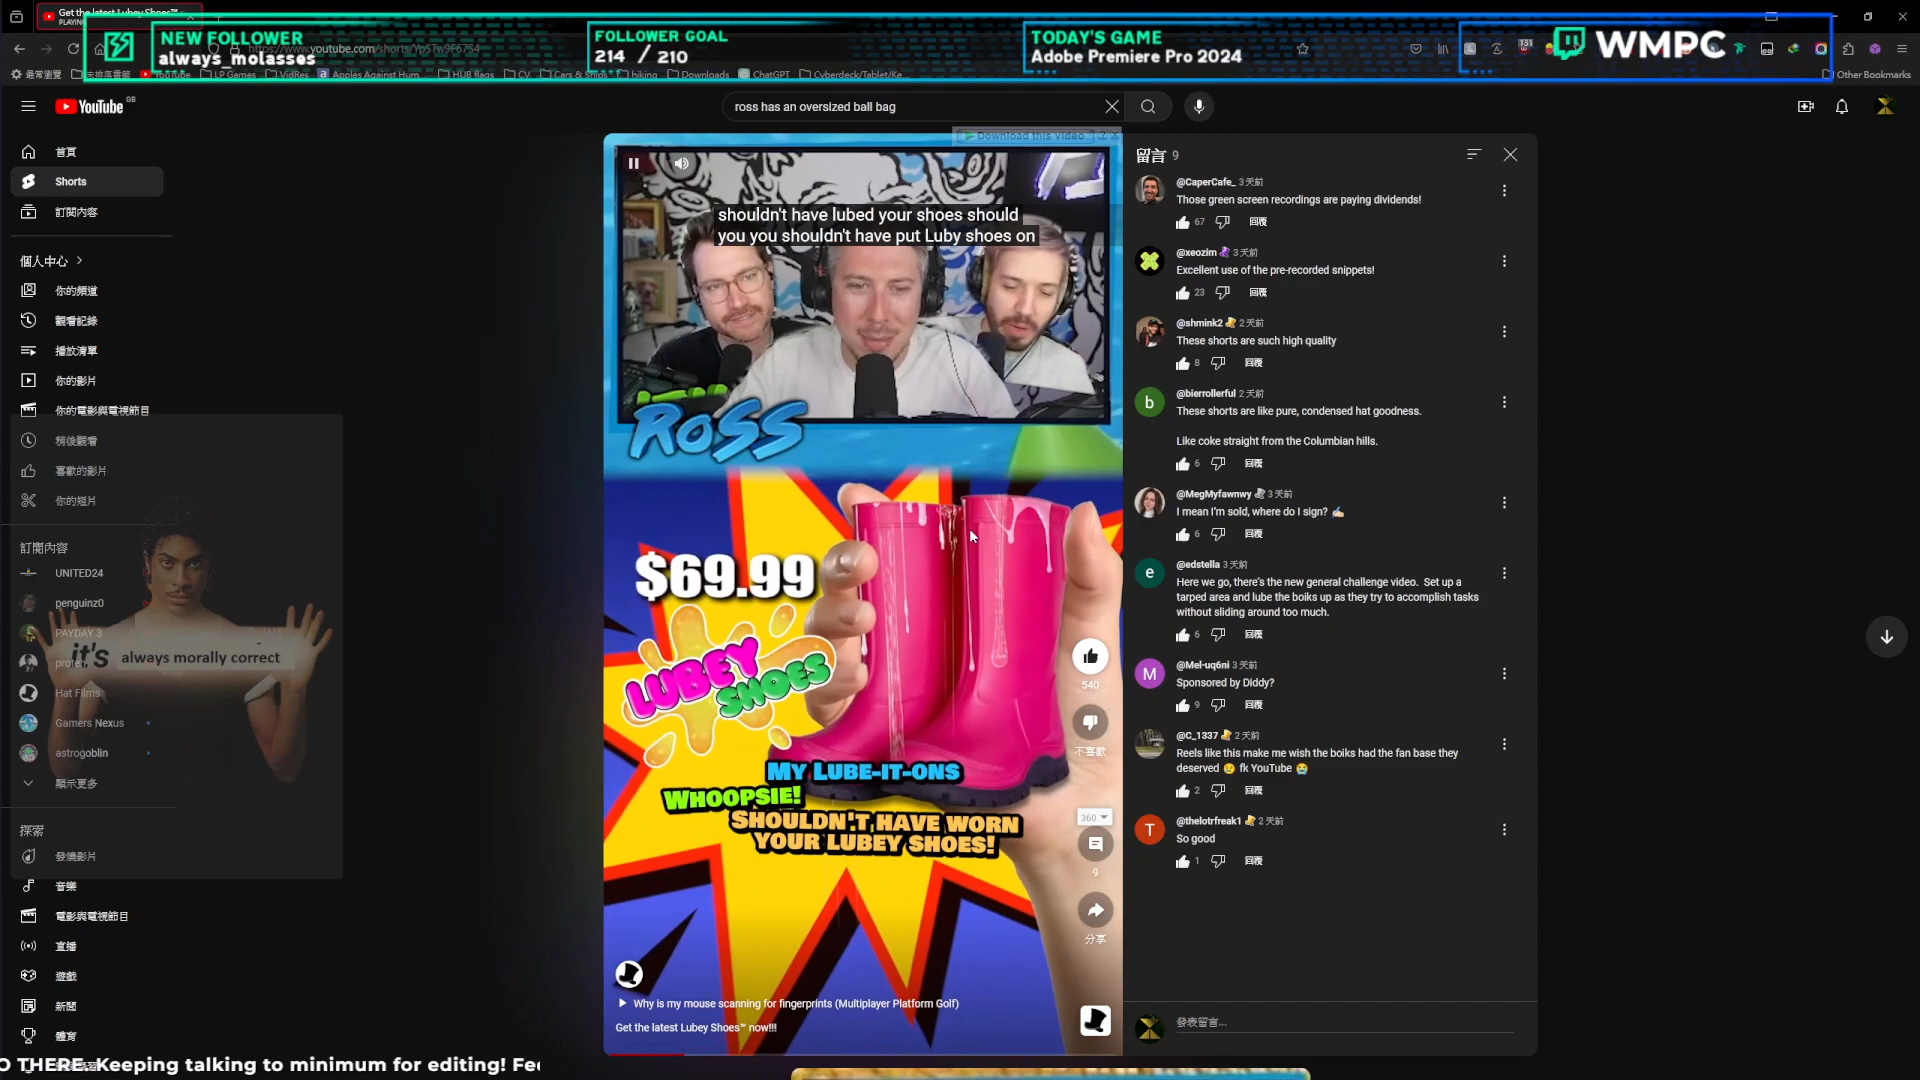 Get the latest Lubey Shoes™
PLAYING
NEW FOLLOWER
always_molasses
FOLLOWER GOAL
214 / 210
TODAY'S GAME
Adobe Premiere Pro 2024
WMPC
https://www.youtube.com/shorts/YpSTw9F67S4
最常瀏覽
YouTube
LP Games
VidRes
Apples Against Hum...
HUB flags
CV
Cars & Ships
hiking
Downloads
ChatGPT
Cyberdeck/Tablet/Ke...
Other Bookmarks
YouTube GB
ross has an oversized ball bag
首頁
Shorts
訂閱內容
個人中心
你的頻道
觀看記錄
播放清單
你的影片
你的電影與電視節目
稍後觀看
喜歡的影片
你的短片
訂閱內容
UNITED24
penguinz0
PAYDAY 3
Hat Films
Gamers Nexus
astrogoblin
顯示更多
it's always morally correct
探索
發燒影片
音樂
電影與電視節目
直播
遊戲
新聞
體育
O THERE. Keeping talking to minimum for editing! Fee
Download this video
shouldn't have lubed your shoes should
you you shouldn't have put Luby shoes on
ROSS
$69.99
LUBEY
SHOES
MY LUBE-IT-ONS
WHOOPSIE!
SHOULDN'T HAVE WORN
YOUR LUBEY SHOES!
540
不喜歡
360
9
分享
Why is my mouse scanning for fingerprints (Multiplayer Platform Golf)
Get the latest Lubey Shoes™ now!!!
留言 9
@CaperCafe_ 3天前
Those green screen recordings are paying dividends!
67 回覆
@xeozim 3天前
Excellent use of the pre-recorded snippets!
23 回覆
@shmink2 2天前
These shorts are such high quality
8 回覆
b
@bierrollerful 2天前
These shorts are like pure, condensed hat goodness.
Like coke straight from the Columbian hills.
6 回覆
@MegMyfawnwy 3天前
I mean I'm sold, where do I sign? ✍🏻
6 回覆
e
@edstella 3天前
Here we go, there's the new general challenge video. Set up a
tarped area and lube the boiks up as they try to accomplish tasks
without sliding around too much.
6 回覆
M
@Mel-uq6ni 3天前
Sponsored by Diddy?
9 回覆
@C_1337 2天前
Reels like this make me wish the boiks had the fan base they
deserved 😢 fk YouTube 😭
2 回覆
T
@thelotrfreak1 2天前
So good
1 回覆
發表留言...